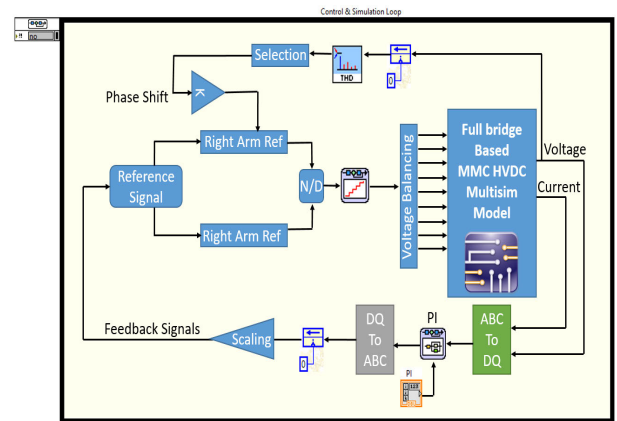 Control & Simulation Loop
no
Selection
THD
0
Phase Shift
K
Right Arm Ref
Reference
Signal
N/D
Right Arm Ref
Voltage Balancing
Full bridge
Based
MMC HVDC
Multisim
Model
Voltage
Current
Feedback Signals
Scaling
0
DQ
To
ABC
PI
PI
ABC
To
DQ